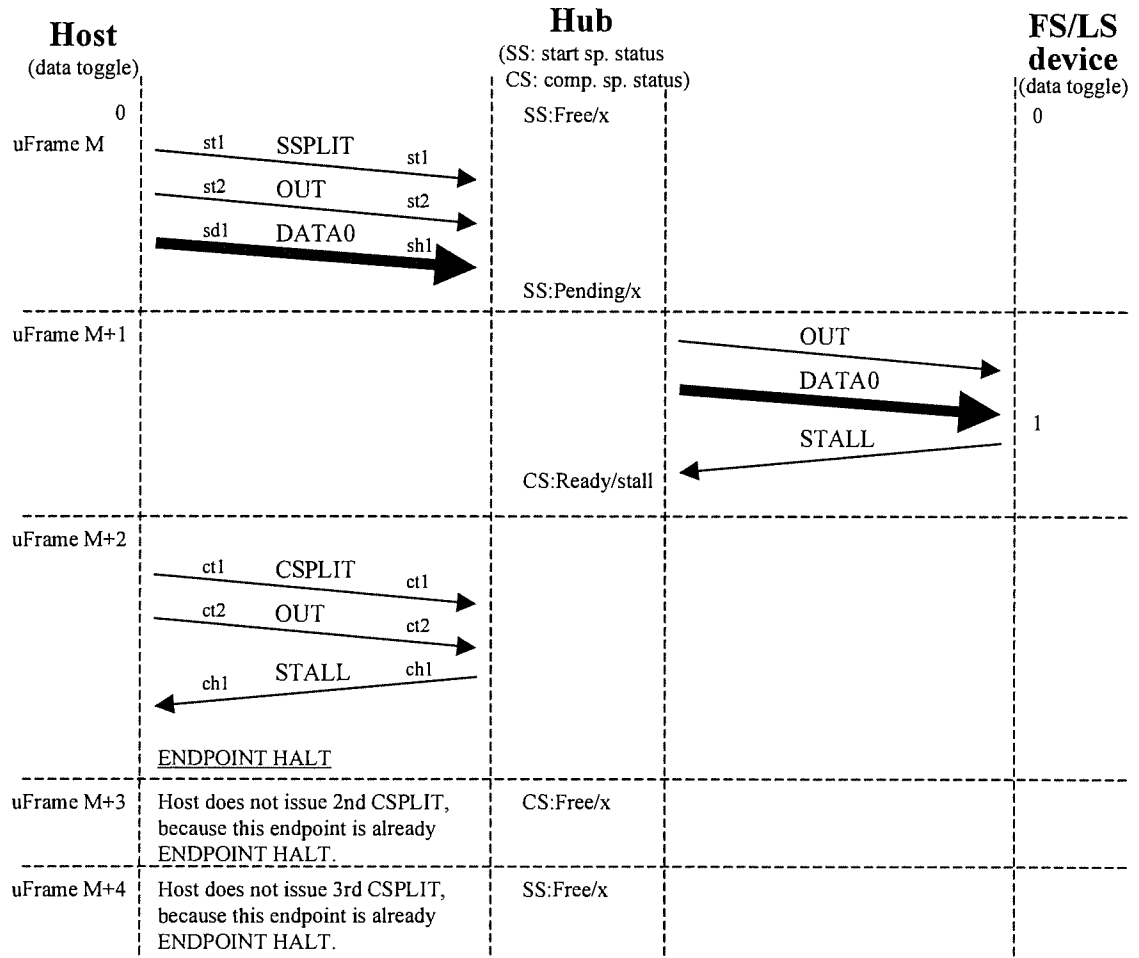 Host
(data toggle)
Hub
(SS: start sp. status
CS: comp. sp. status)
FS/LS
device
(data toggle)
0
SS:Free/x
0
uFrame M
st1 SSPLIT st1
st2 OUT st2
sd1 DATA0 sh1
SS:Pending/x
uFrame M+1
OUT
DATA0
1
STALL
CS:Ready/stall
uFrame M+2
ct1 CSPLIT ct1
ct2 OUT ct2
ch1 STALL ch1
ENDPOINT HALT
uFrame M+3
Host does not issue 2nd CSPLIT,
because this endpoint is already
ENDPOINT HALT.
CS:Free/x
uFrame M+4
Host does not issue 3rd CSPLIT,
because this endpoint is already
ENDPOINT HALT.
SS:Free/x